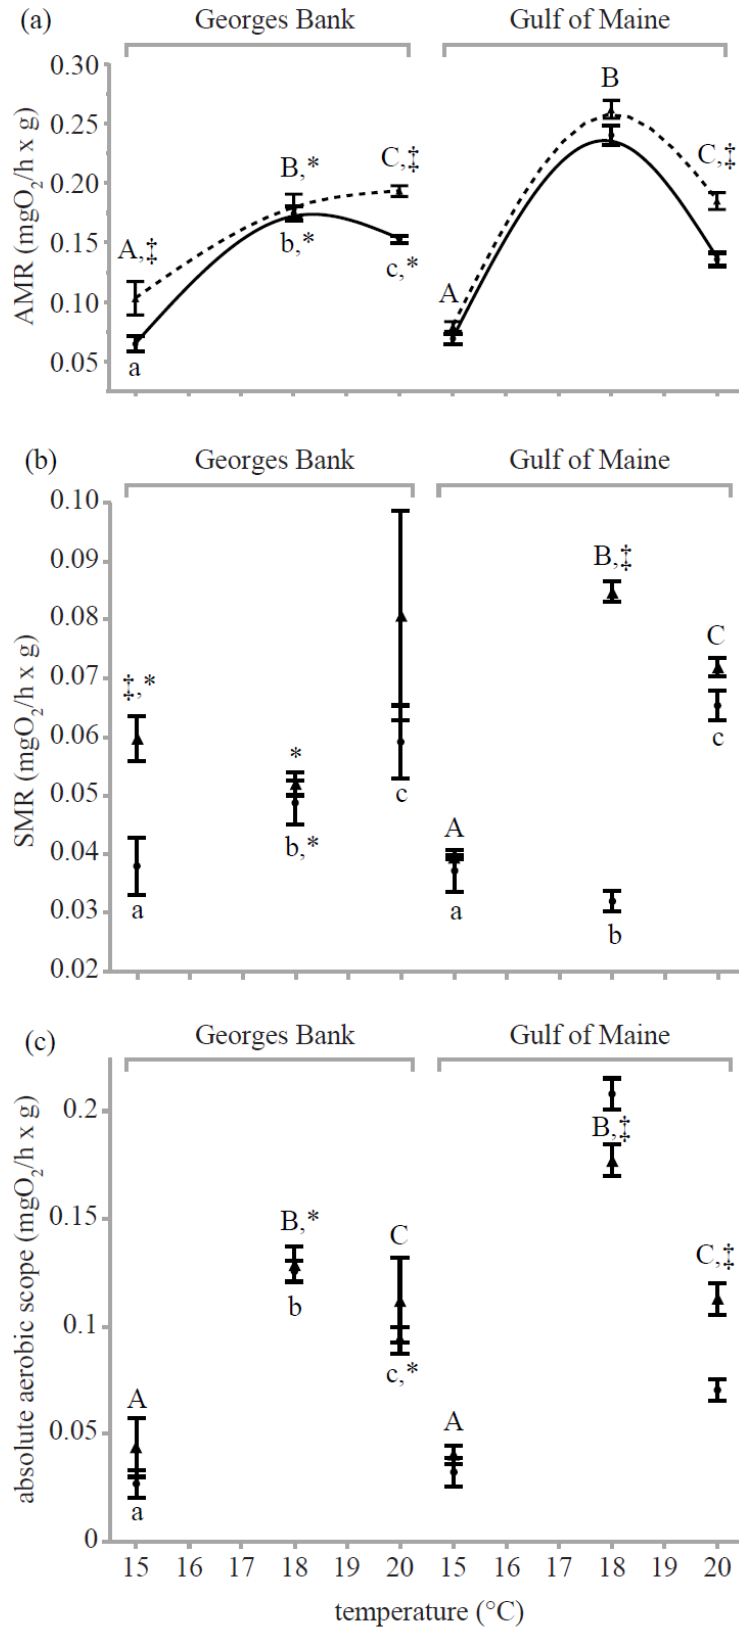 (a) Georges Bank Gulf of Maine
AMR (mgO₂/h x g)
0.30
0.25
0.20
0.15
0.10
0.05
A,‡
a
B,*
b,*
C,‡
c,*
A
B
C,‡
(b) Georges Bank Gulf of Maine
SMR (mgO₂/h x g)
0.10
0.09
0.08
0.07
0.06
0.05
0.04
0.03
0.02
‡,*
a
*
b,*
c
A
a
B,‡
b
C
c
(c) Georges Bank Gulf of Maine
absolute aerobic scope (mgO₂/h x g)
0.2
0.15
0.1
0.05
0
A
a
B,*
b
C
c,*
A
B,‡
C,‡
15 16 17 18 19 20 15 16 17 18 19 20
temperature (°C)